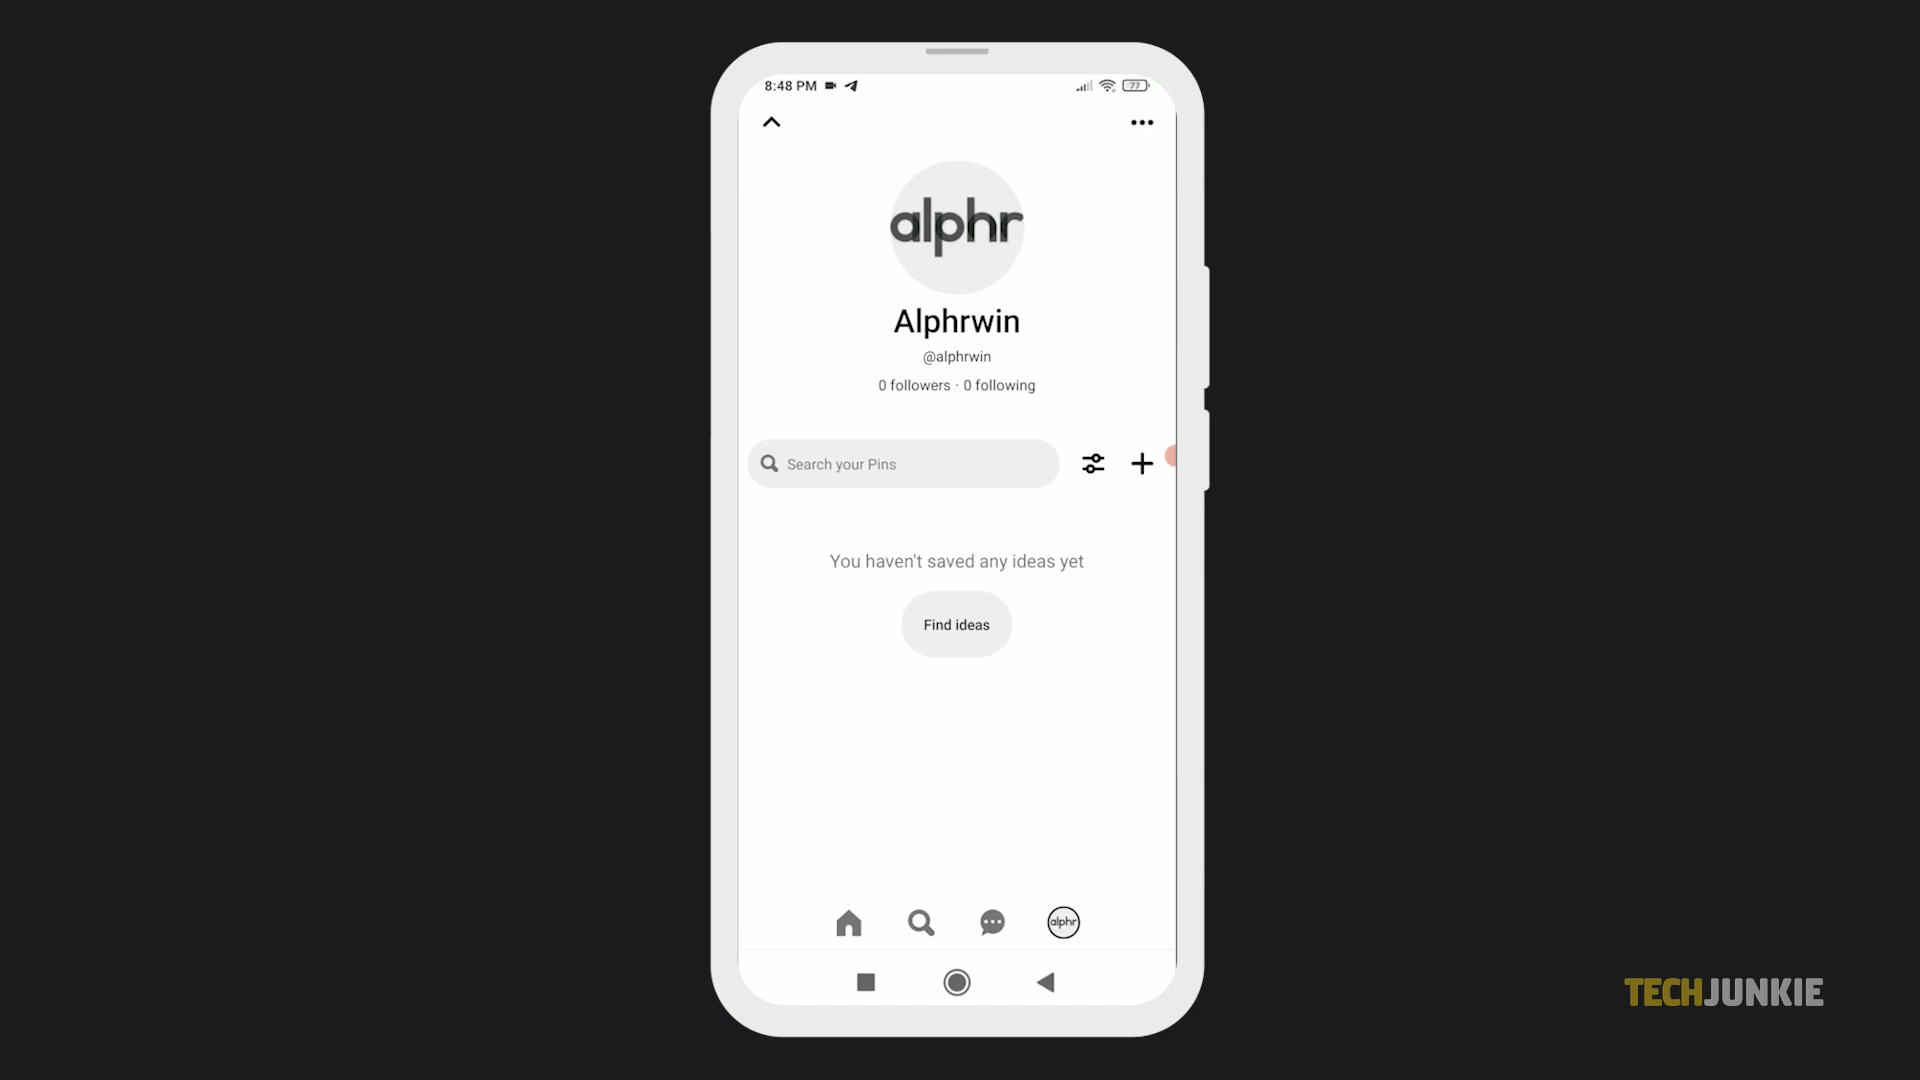 8:48 PM
77
alphr
Alphrwin
@alphrwin
0 followers · 0 following
Search your Pins
You haven't saved any ideas yet
Find ideas
alphr
TECHJUNKIE